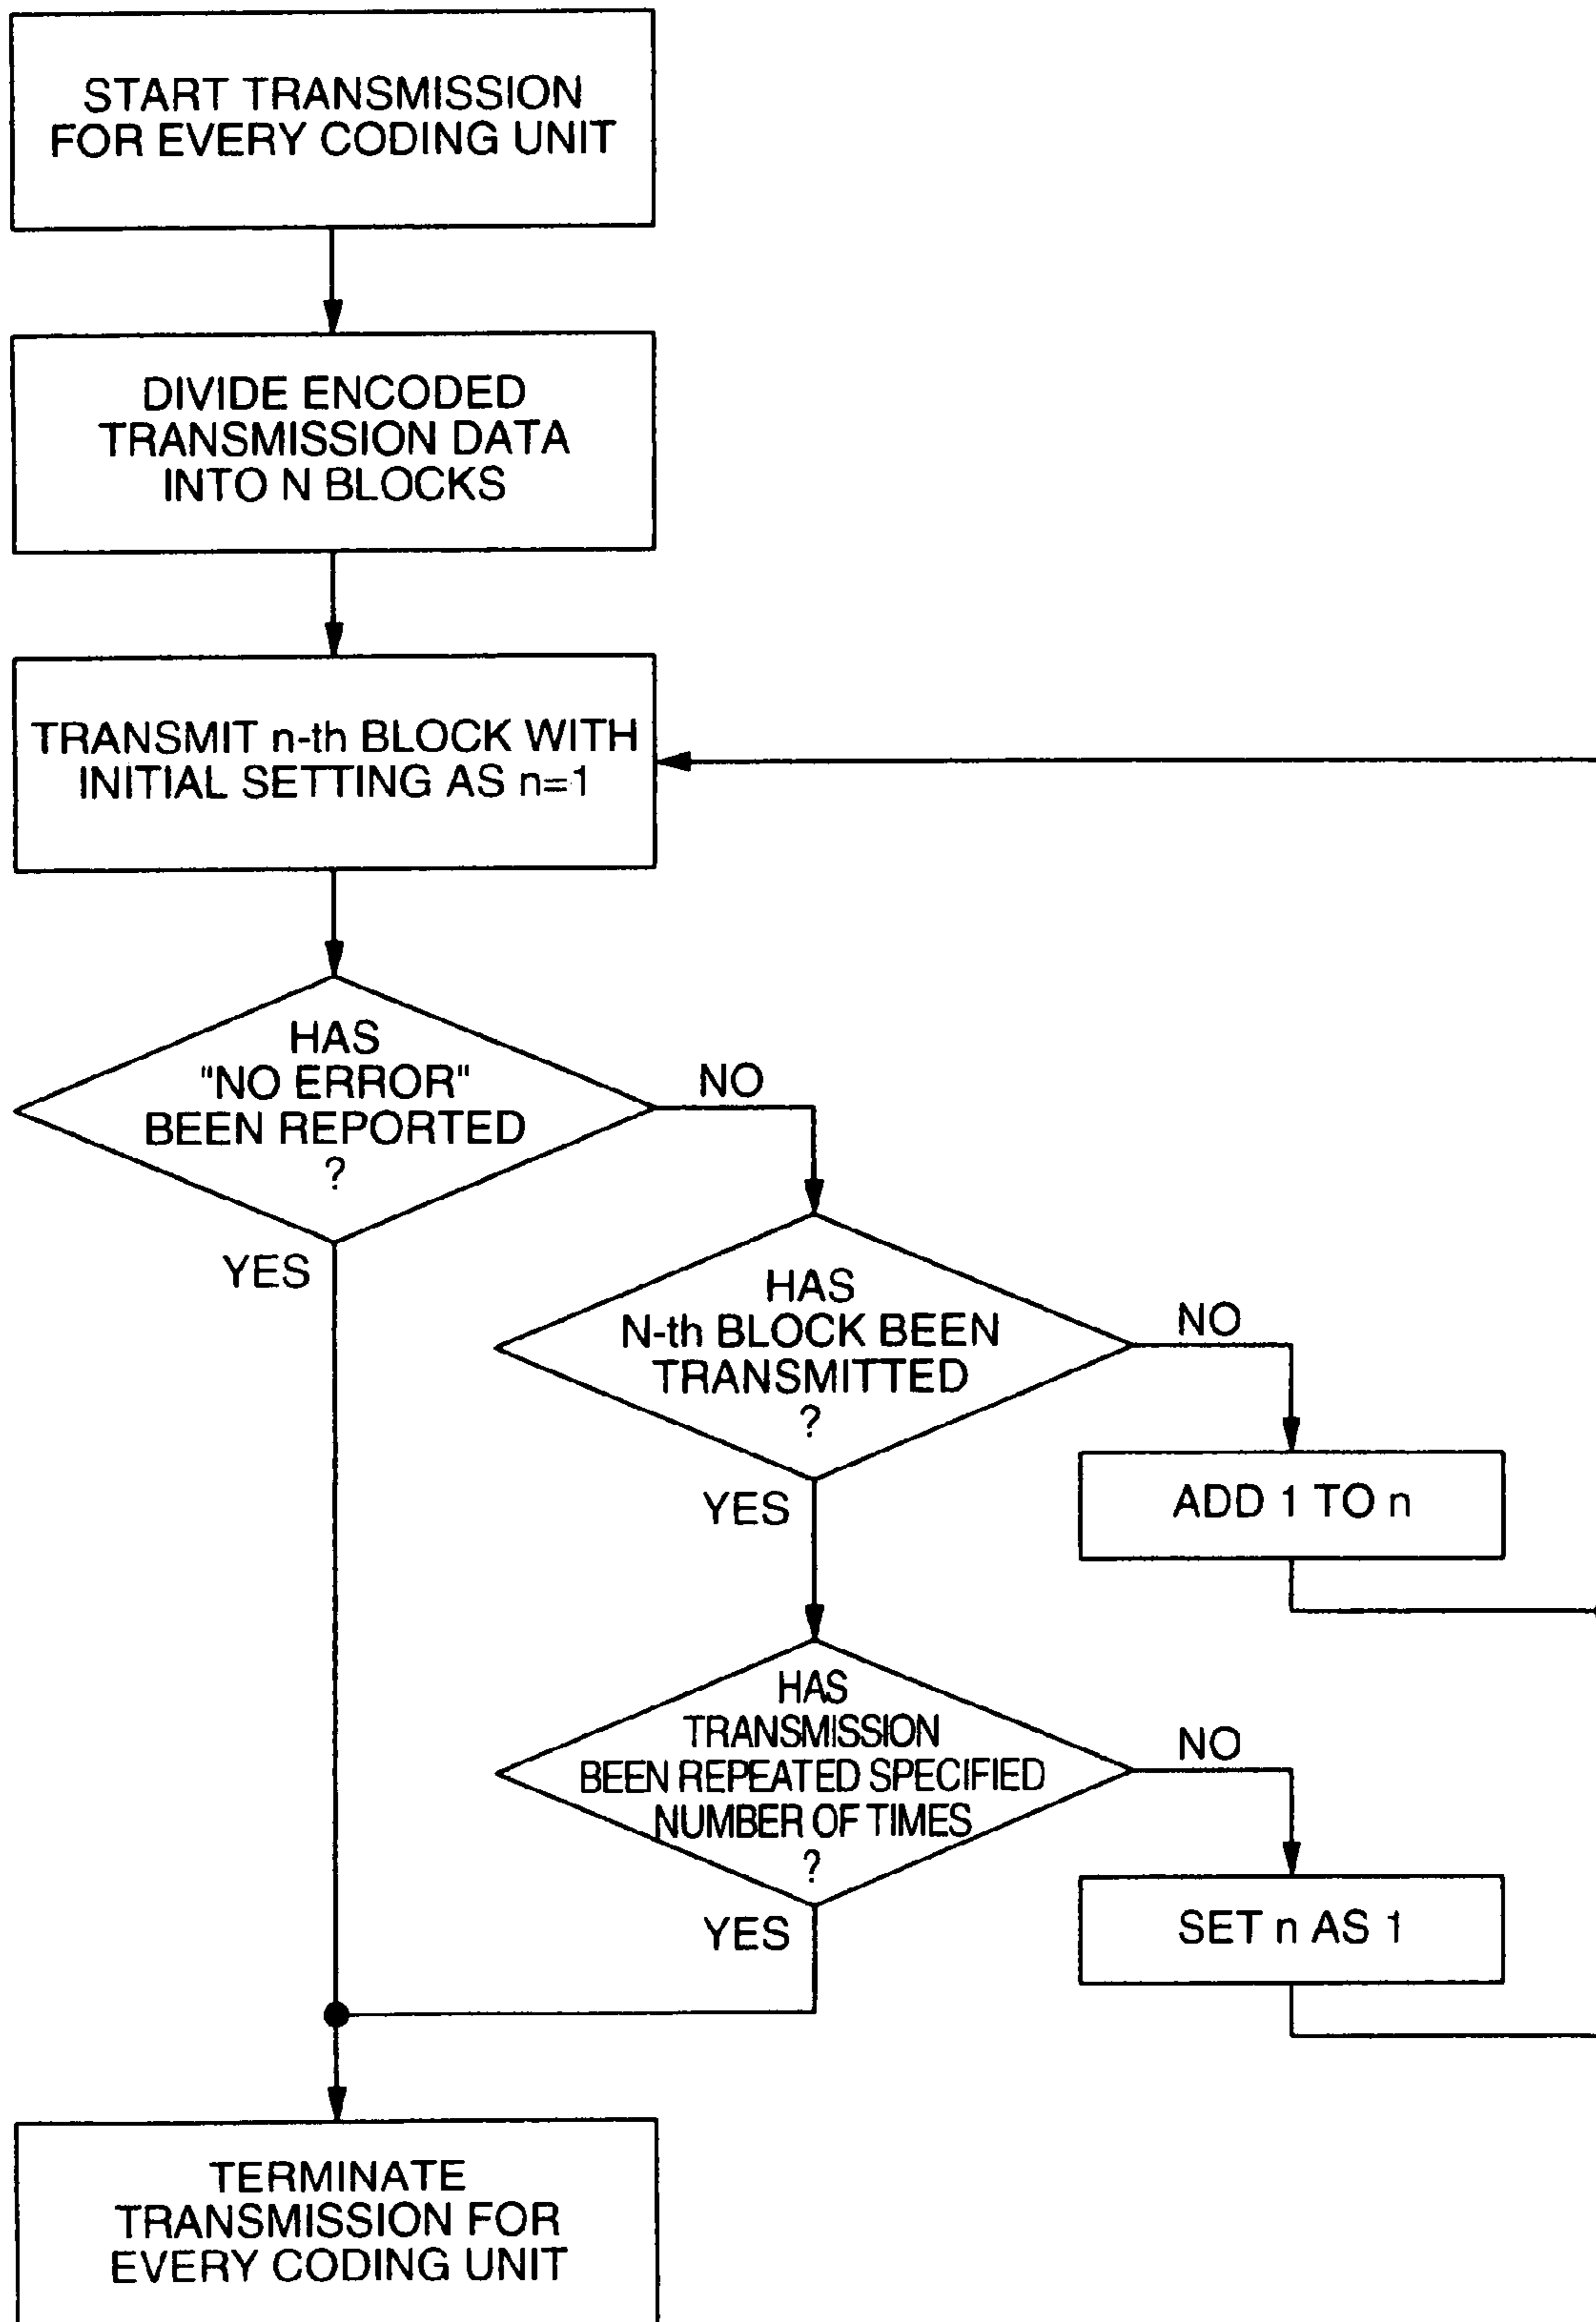 START TRANSMISSION
FOR EVERY CODING UNIT
DIVIDE ENCODED
TRANSMISSION DATA
INTO N BLOCKS
TRANSMIT n-th BLOCK WITH
INITIAL SETTING AS n=1
HAS
"NO ERROR"
BEEN REPORTED
?
NO
YES
HAS
N-th BLOCK BEEN
TRANSMITTED
?
NO
YES
ADD 1 TO n
HAS
TRANSMISSION
BEEN REPEATED SPECIFIED
NUMBER OF TIMES
?
NO
YES
SET n AS 1
TERMINATE
TRANSMISSION FOR
EVERY CODING UNIT